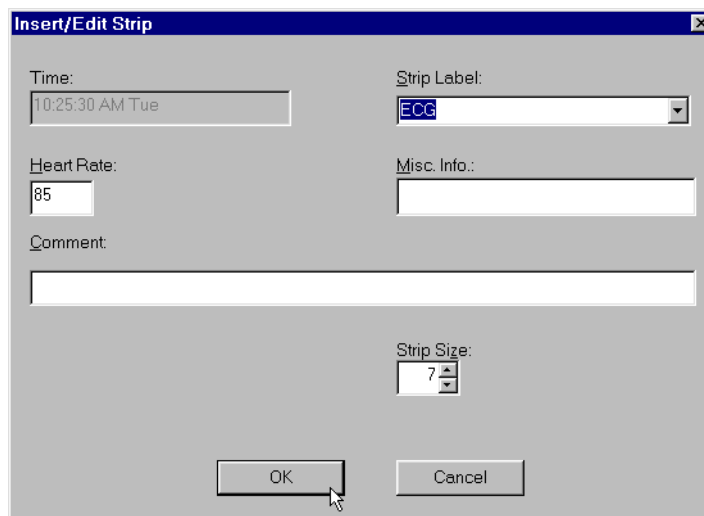 Insert/Edit Strip
Time:
Strip Label:
10:25:30 AM Tue
ECG
Heart Rate:
Misc. Info.:
85
Comment:
Strip Size:
7
OK
Cancel